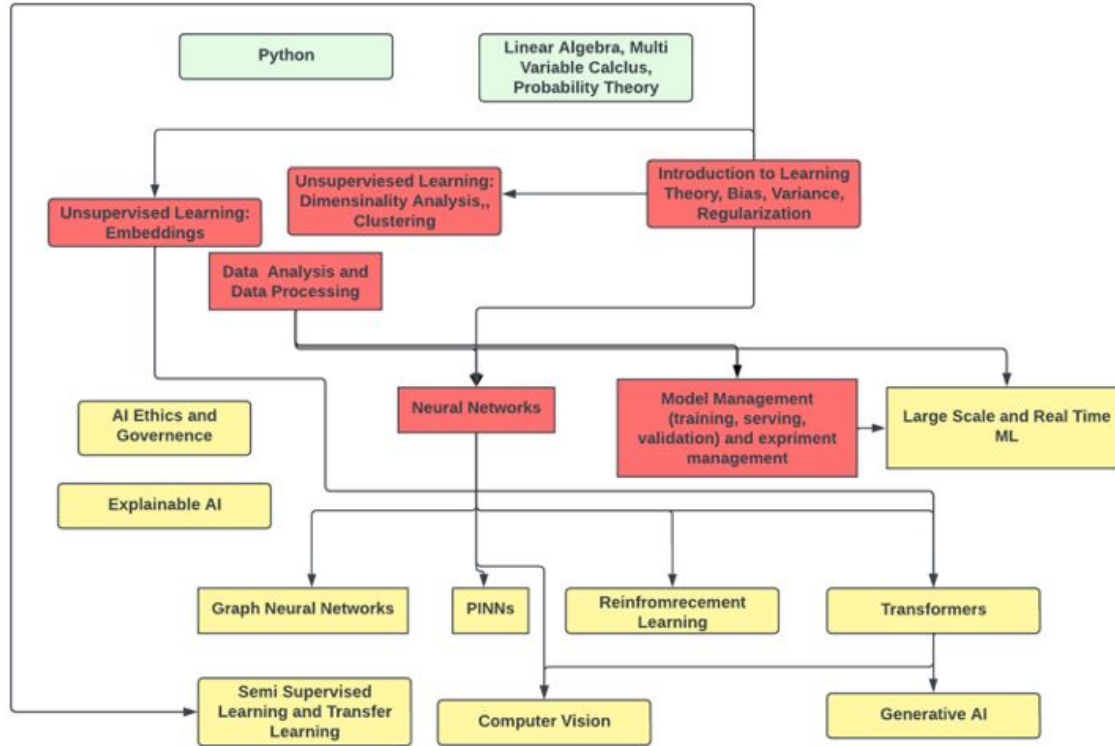 Python
Linear Algebra, Multi
Variable Calclus,
Probability Theory
Unsuperviesed Learning:
Dimensinality Analysis,,
Clustering
Introduction to Learning
Theory, Bias, Variance,
Regularization
Unsupervised Learning:
Embeddings
Data Analysis and
Data Processing
AI Ethics and
Governence
Neural Networks
Model Management
(training, serving,
validation) and expriment
management
Large Scale and Real Time
ML
Explainable AI
Graph Neural Networks
PINNs
Reinfromrecement
Learning
Transformers
Semi Supervised
Learning and Transfer
Learning
Computer Vision
Generative AI